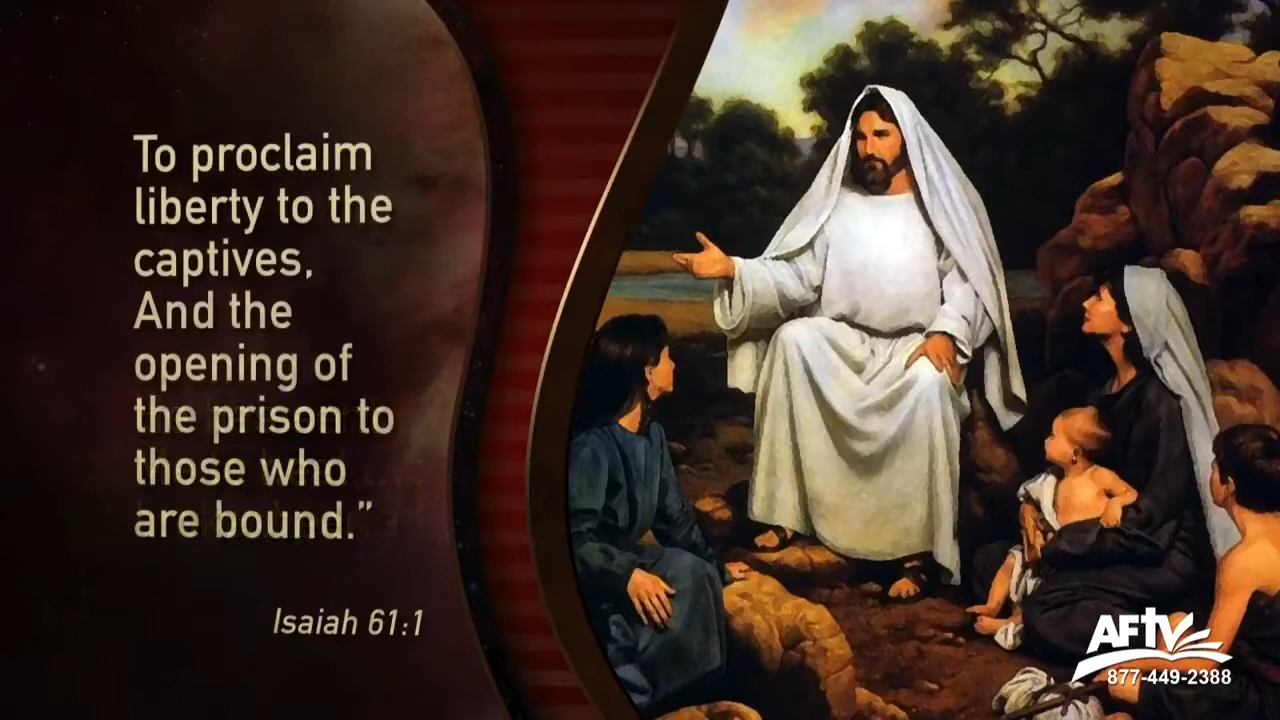 To proclaim
liberty to the
captives,
And the
opening of
the prison to
those who
are bound.”
Isaiah 61:1
AFTV
877-449-2388